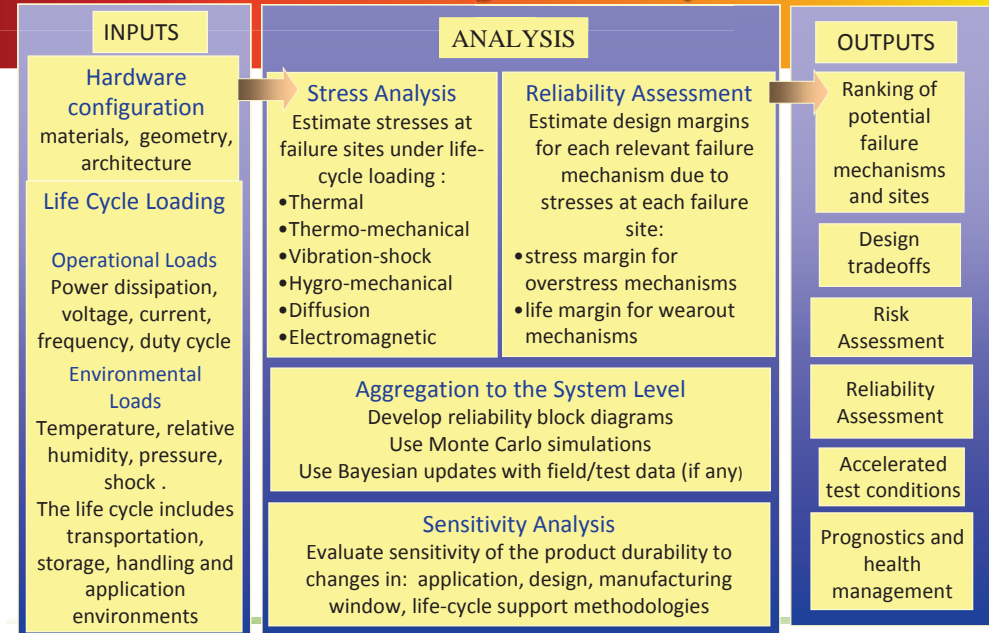 INPUTS
Hardware
configuration
materials, geometry,
architecture
Life Cycle Loading
Operational Loads
Power dissipation,
voltage, current,
frequency, duty cycle
Environmental
Loads
Temperature, relative
humidity, pressure,
shock .
The life cycle includes
transportation,
storage, handling and
application
environments
ANALYSIS
Stress Analysis
Estimate stresses at
failure sites under life-
cycle loading :
•Thermal
•Thermo-mechanical
•Vibration-shock
•Hygro-mechanical
•Diffusion
•Electromagnetic
Reliability Assessment
Estimate design margins
for each relevant failure
mechanism due to
stresses at each failure
site:
•stress margin for
overstress mechanisms
•life margin for wearout
mechanisms
Aggregation to the System Level
Develop reliability block diagrams
Use Monte Carlo simulations
Use Bayesian updates with field/test data (if any)
Sensitivity Analysis
Evaluate sensitivity of the product durability to
changes in: application, design, manufacturing
window, life-cycle support methodologies
OUTPUTS
Ranking of
potential
failure
mechanisms
and sites
Design
tradeoffs
Risk
Assessment
Reliability
Assessment
Accelerated
test conditions
Prognostics and
health
management